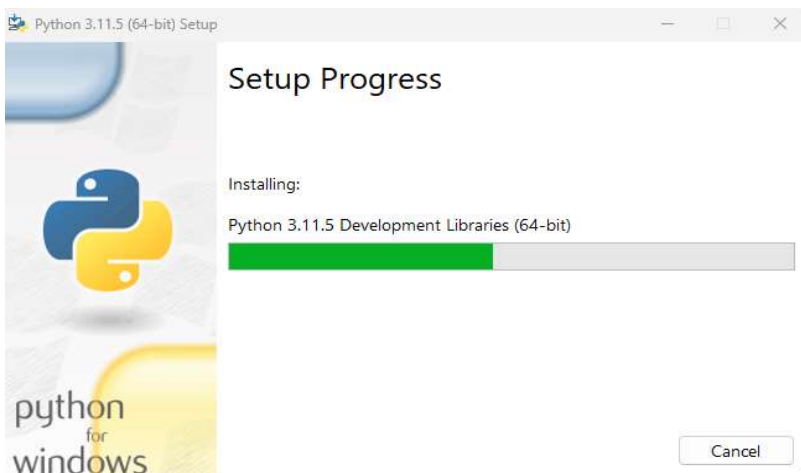 Python 3.11.5 (64-bit) Setup
Setup Progress
Installing:
Python 3.11.5 Development Libraries (64-bit)
python
for
windows
Cancel